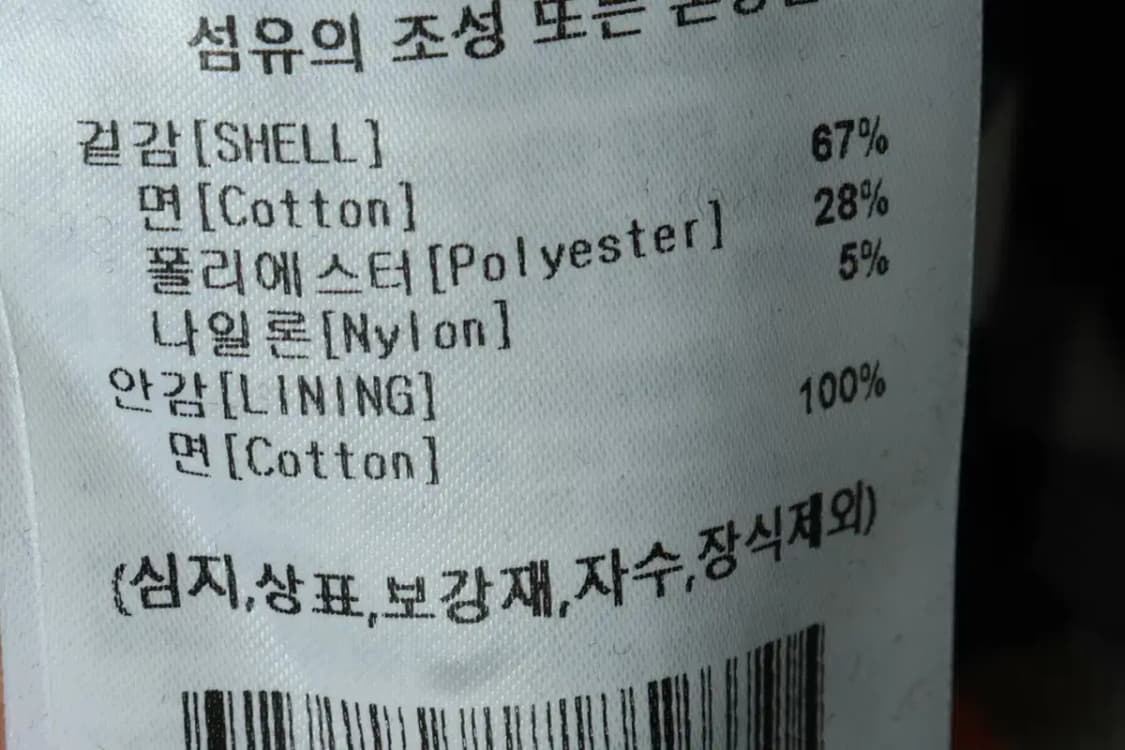 섬유의 조성 또는
겉감[SHELL]
면[Cotton] 67%
폴리에스터[Polyester] 28%
나일론[Nylon] 5%
안감[LINING]
면[Cotton] 100%
(심지,상표,보강재,자수,장식제외)